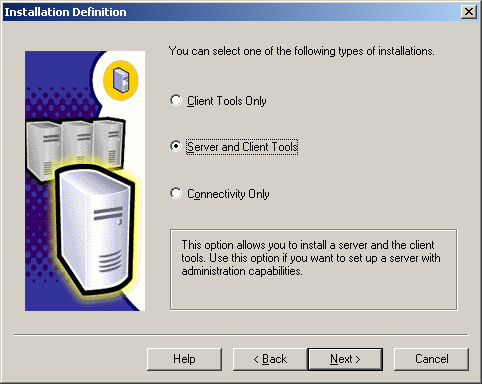 Installation Definition
You can select one of the following types of installations.
Client Tools Only
Server and Client Tools
Connectivity Only
This option allows you to install a server and the client
tools. Use this option if you want to set up a server with
administration capabilities.
Help
< Back
Next >
Cancel